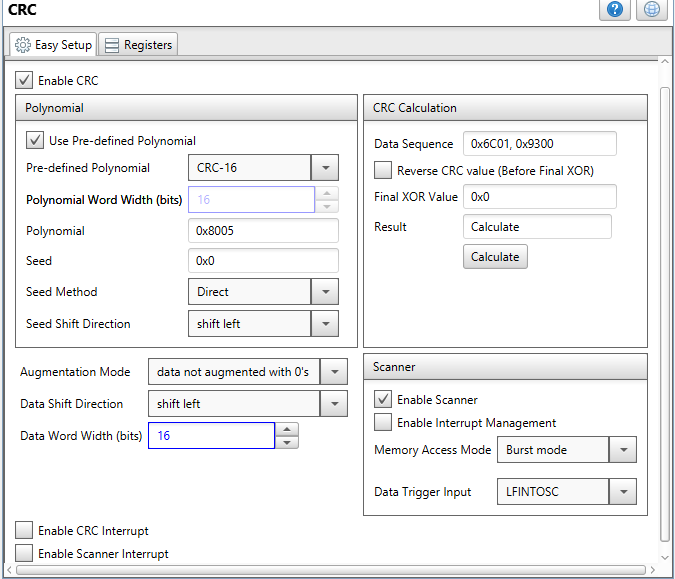 CRC
Easy Setup
Registers
Enable CRC
Polynomial
Use Pre-defined Polynomial
Pre-defined Polynomial CRC-16
Polynomial Word Width (bits) 16
Polynomial 0x8005
Seed 0x0
Seed Method Direct
Seed Shift Direction shift left
CRC Calculation
Data Sequence 0x6C01, 0x9300
Reverse CRC value (Before Final XOR)
Final XOR Value 0x0
Result Calculate
Calculate
Augmentation Mode data not augmented with 0's
Data Shift Direction shift left
Data Word Width (bits) 16
Scanner
Enable Scanner
Enable Interrupt Management
Memory Access Mode Burst mode
Data Trigger Input LFINTOSC
Enable CRC Interrupt
Enable Scanner Interrupt